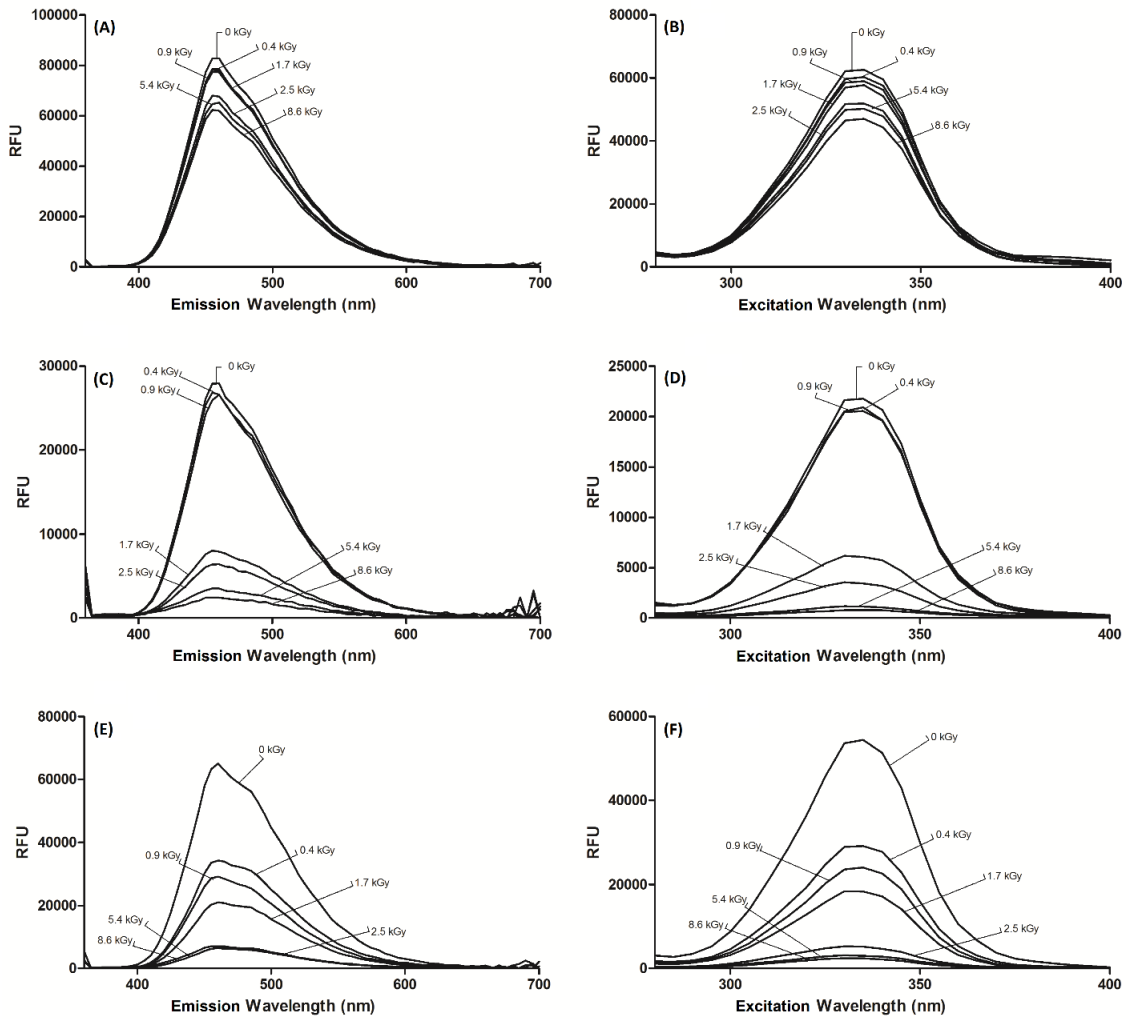 (A)
100000
80000
60000
40000
20000
0
RFU
400
500
600
700
Emission Wavelength (nm)
0 kGy
0.4 kGy
0.9 kGy
1.7 kGy
5.4 kGy
2.5 kGy
8.6 kGy
(B)
80000
60000
40000
20000
0
RFU
300
350
400
Excitation Wavelength (nm)
0 kGy
0.9 kGy
0.4 kGy
1.7 kGy
5.4 kGy
2.5 kGy
8.6 kGy
(C)
30000
20000
10000
0
RFU
400
500
600
700
Emission Wavelength (nm)
0 kGy
0.4 kGy
0.9 kGy
1.7 kGy
5.4 kGy
2.5 kGy
8.6 kGy
(D)
25000
20000
15000
10000
5000
0
RFU
300
350
400
Excitation Wavelength (nm)
0 kGy
0.9 kGy
0.4 kGy
1.7 kGy
5.4 kGy
2.5 kGy
8.6 kGy
(E)
80000
60000
40000
20000
0
RFU
400
500
600
700
Emission Wavelength (nm)
0 kGy
0.9 kGy
0.4 kGy
1.7 kGy
5.4 kGy
2.5 kGy
8.6 kGy
(F)
60000
40000
20000
0
RFU
300
350
400
Excitation Wavelength (nm)
0 kGy
0.4 kGy
0.9 kGy
1.7 kGy
5.4 kGy
8.6 kGy
2.5 kGy